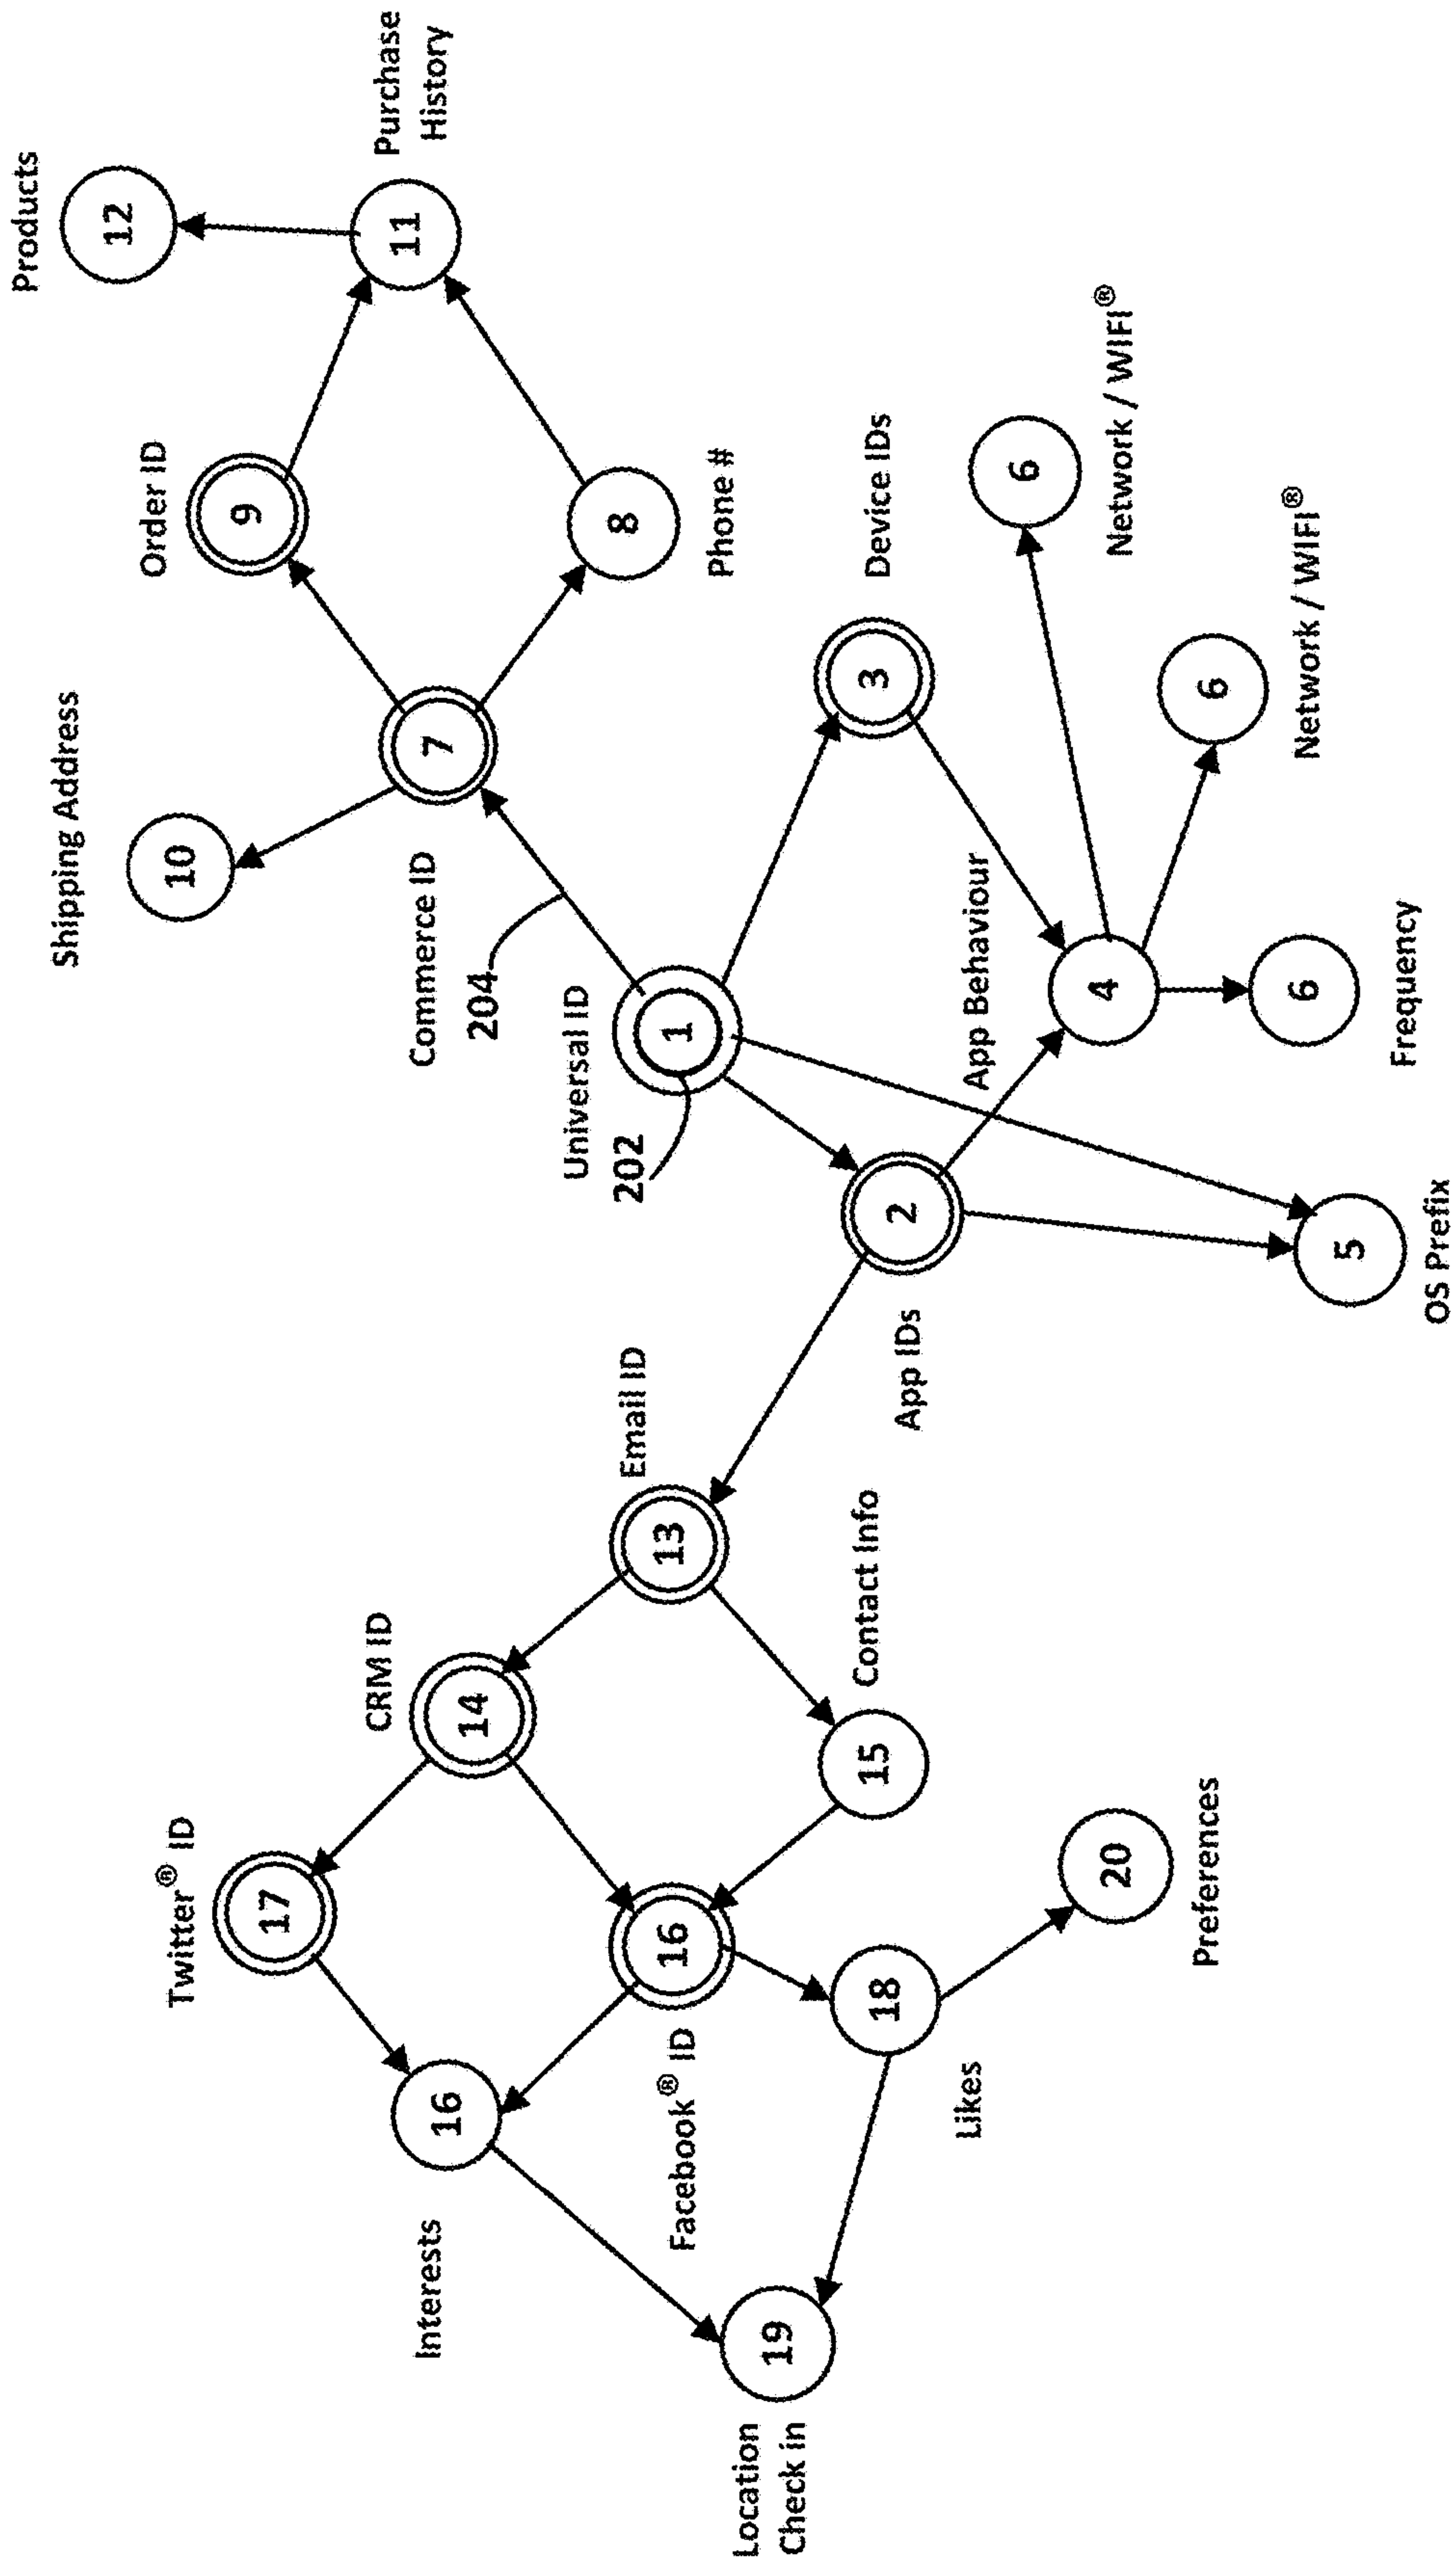 Products
Shipping Address
12
Order ID
Twitter® ID
10
9
17
CRM ID
Purchase
History
11
Interests
Commerce ID
16
7
14
204
Universal ID
Email ID
202
8
Facebook® ID
16
13
1
Phone #
Location
Check in
19
Contact Info
15
3
Device IDs
18
2
App IDs
Likes
App Behaviour
6
20
4
Network / WIFI®
Preferences
6
Network / WIFI®
6
5
Frequency
OS Prefix